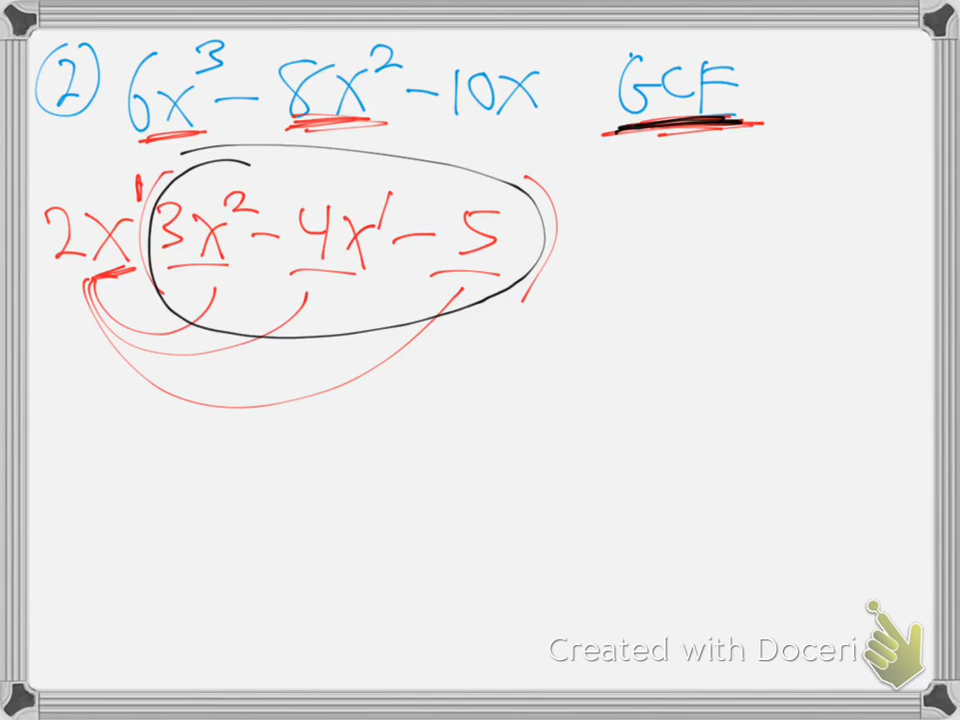 ② 6x³ - 8x² - 10x GCF
2x¹(3x² - 4x¹ - 5)
Created with Doceri